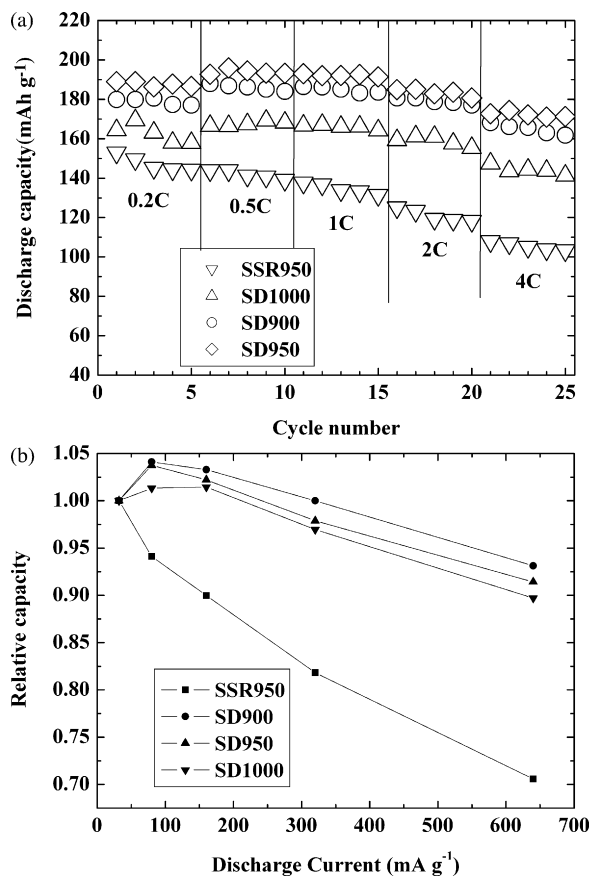 (a)
Discharge capacity(mAh g-1)
220
200
180
160
140
120
100
80
60
40
0.2C
0.5C
1C
2C
4C
SSR950
SD1000
SD900
SD950
0 5 10 15 20 25
Cycle number
(b)
Relative capacity
1.05
1.00
0.95
0.90
0.85
0.80
0.75
0.70
SSR950
SD900
SD950
SD1000
0 100 200 300 400 500 600 700
Discharge Current (mA g-1)